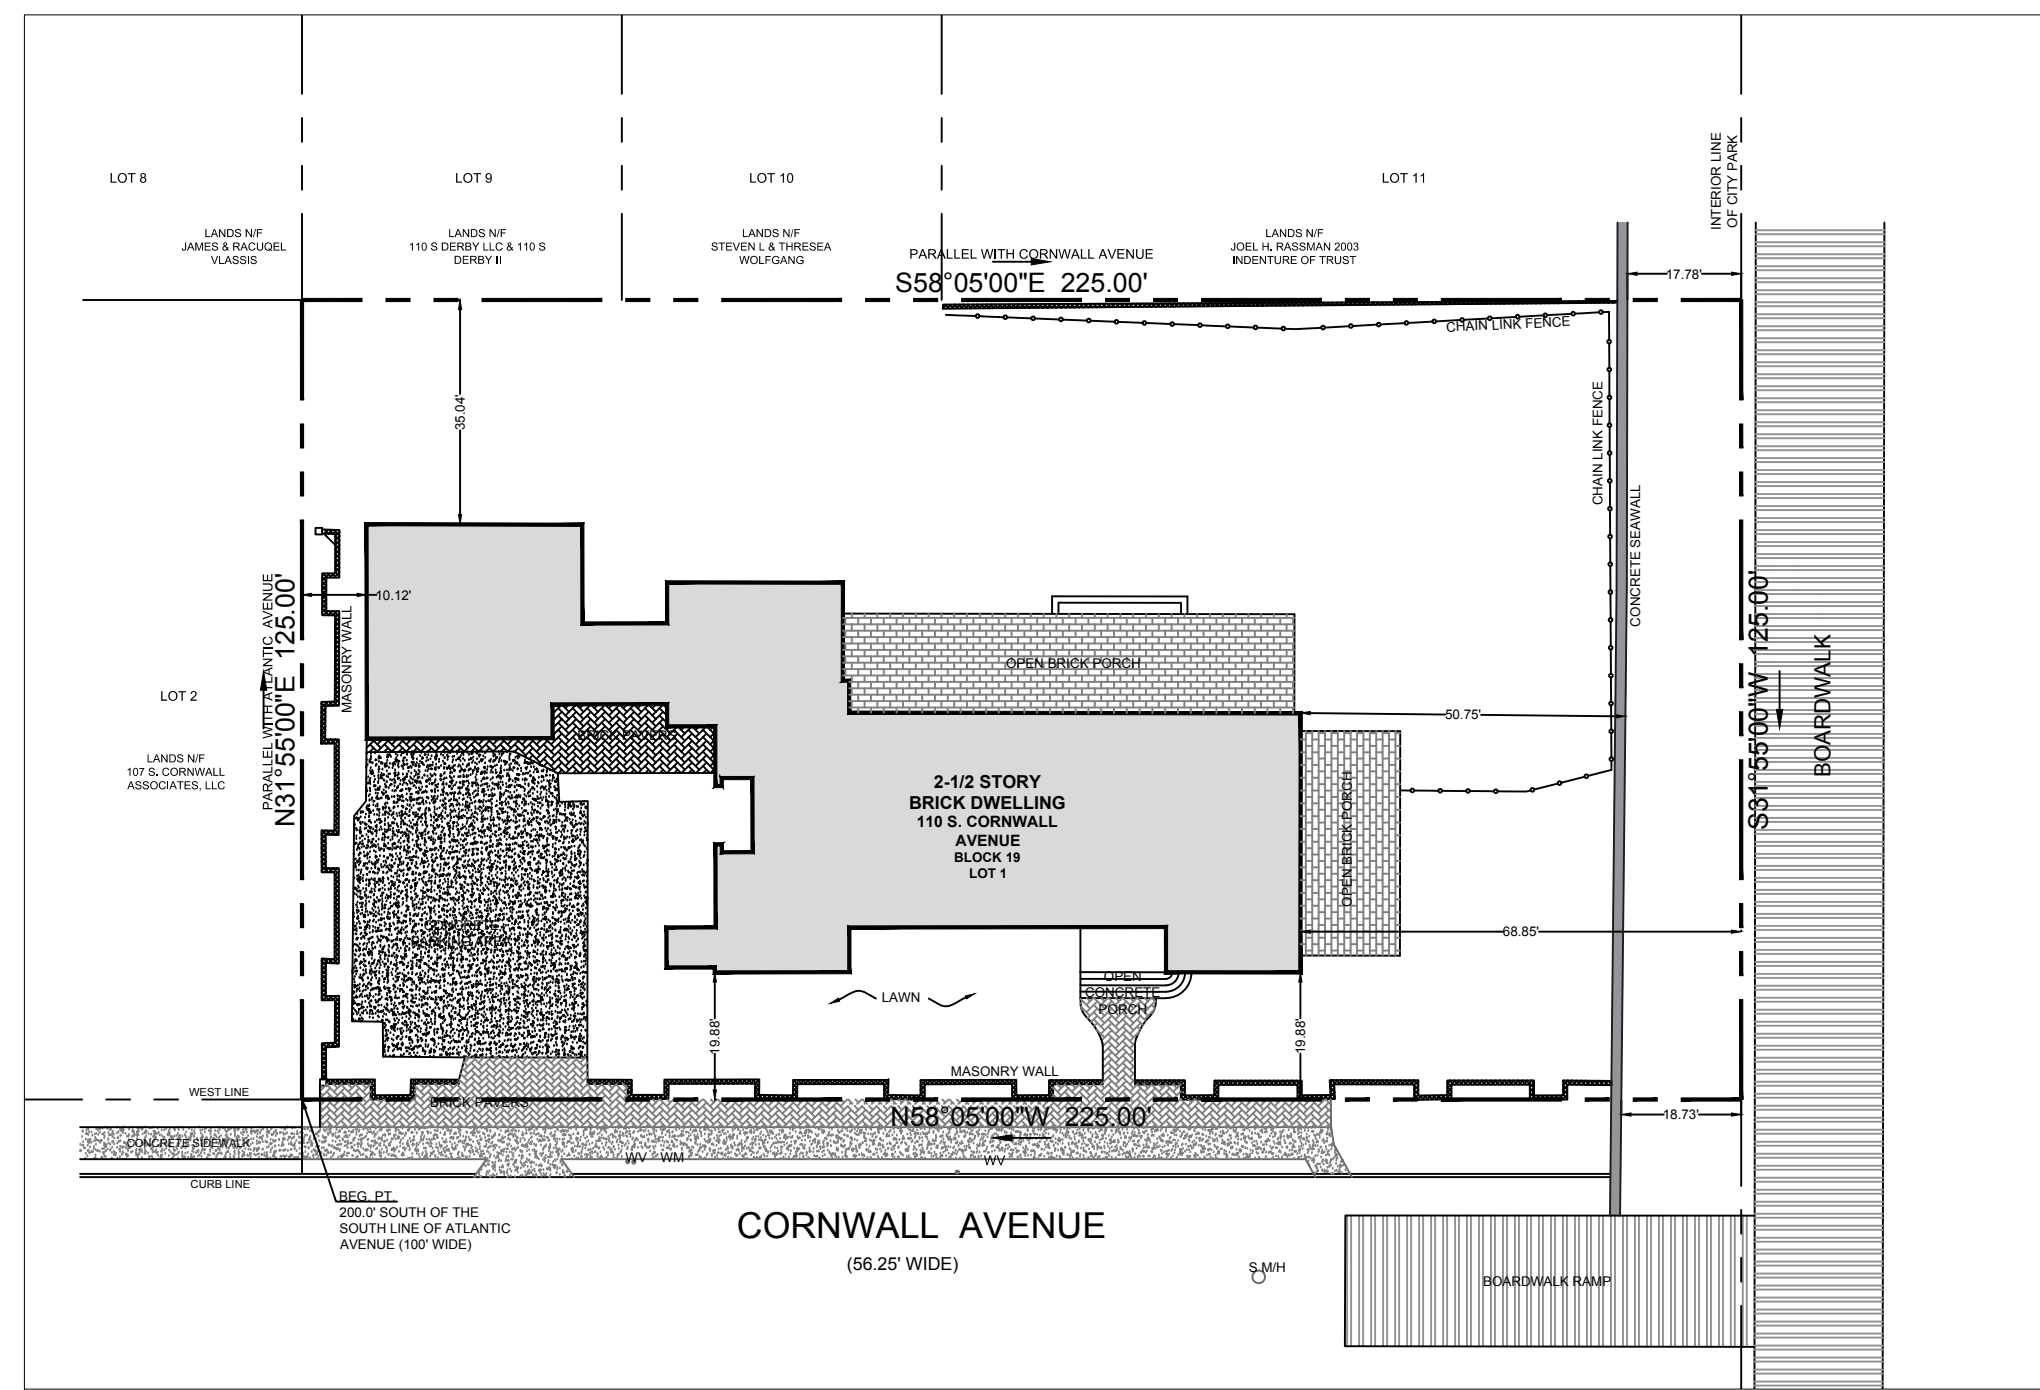 LOT 8
LOT 9
LOT 10
LOT 11
INTERIOR LINE
OF CITY PARK
LANDS N/F
JAMES & RACUQEL
VLASSIS
LANDS N/F
110 S DERBY LLC & 110 S
DERBY II
LANDS N/F
STEVEN L & THRESEA
WOLFGANG
LANDS N/F
JOEL H. RASSMAN 2003
INDENTURE OF TRUST
PARALLEL WITH CORNWALL AVENUE
S58°05'00"E 225.00'
17.78'
CHAIN LINK FENCE
35.04'
CHAIN LINK FENCE
CONCRETE SEAWALL
10.12'
MASONRY WALL
PARALLEL WITH ATLANTIC AVENUE
N31°55'00"E 125.00'
LOT 2
LANDS N/F
107 S. CORNWALL
ASSOCIATES, LLC
OPEN BRICK PORCH
BRICK PAVERS
50.75'
S31°55'00"W 125.00'
BOARDWALK
2-1/2 STORY
BRICK DWELLING
110 S. CORNWALL
AVENUE
BLOCK 19
LOT 1
OPEN BRICK PORCH
PARKING AREA
68.85'
OPEN
CONCRETE
PORCH
LAWN
19.88'
19.88'
MASONRY WALL
WEST LINE
BRICK PAVERS
N58°05'00"W 225.00'
18.73'
CONCRETE SIDEWALK
WV WM
WV
CURB LINE
BEG. PT.
200.0' SOUTH OF THE
SOUTH LINE OF ATLANTIC
AVENUE (100' WIDE)
CORNWALL AVENUE
(56.25' WIDE)
S M/H
BOARDWALK RAMP